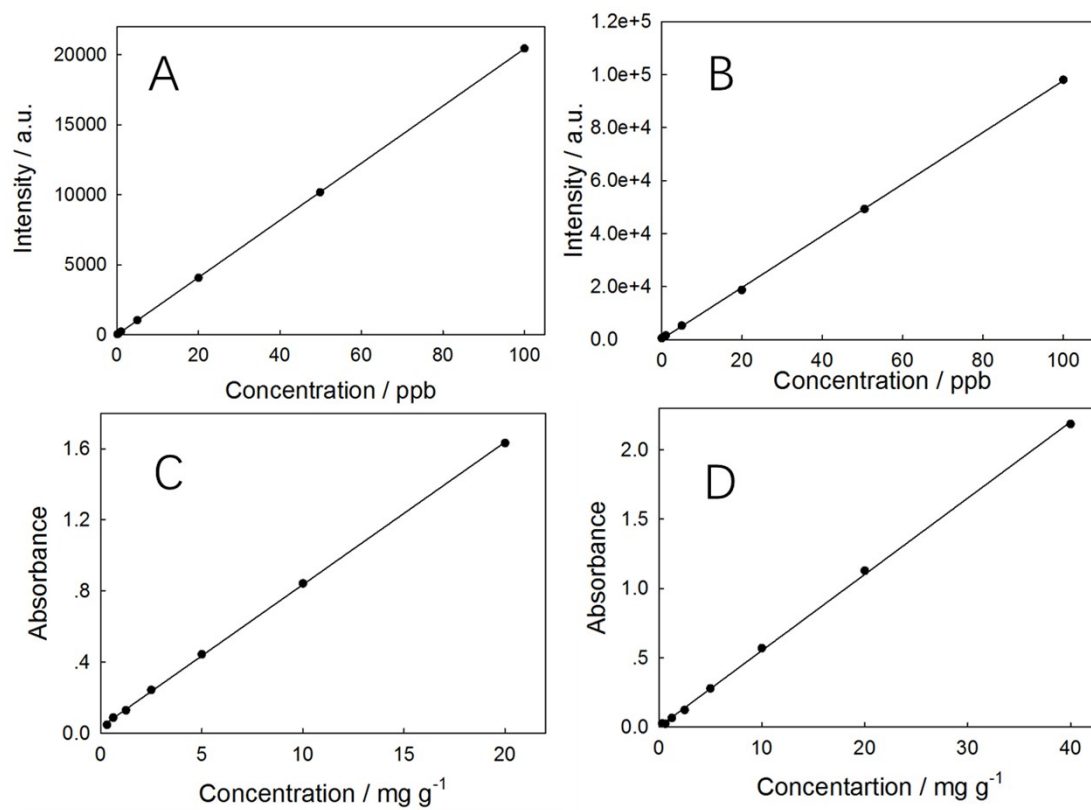 A
Intensity / a.u.
20000
15000
10000
5000
0
0 20 40 60 80 100
Concentration / ppb
B
Intensity / a.u.
1.2e+5
1.0e+5
8.0e+4
6.0e+4
4.0e+4
2.0e+4
0.0
0 20 40 60 80 100
Concentration / ppb
C
Absorbance
1.6
1.2
.8
.4
0.0
0 5 10 15 20
Concentration / mg g⁻¹
D
Absorbance
2.0
1.5
1.0
.5
0.0
0 10 20 30 40
Concentartion / mg g⁻¹